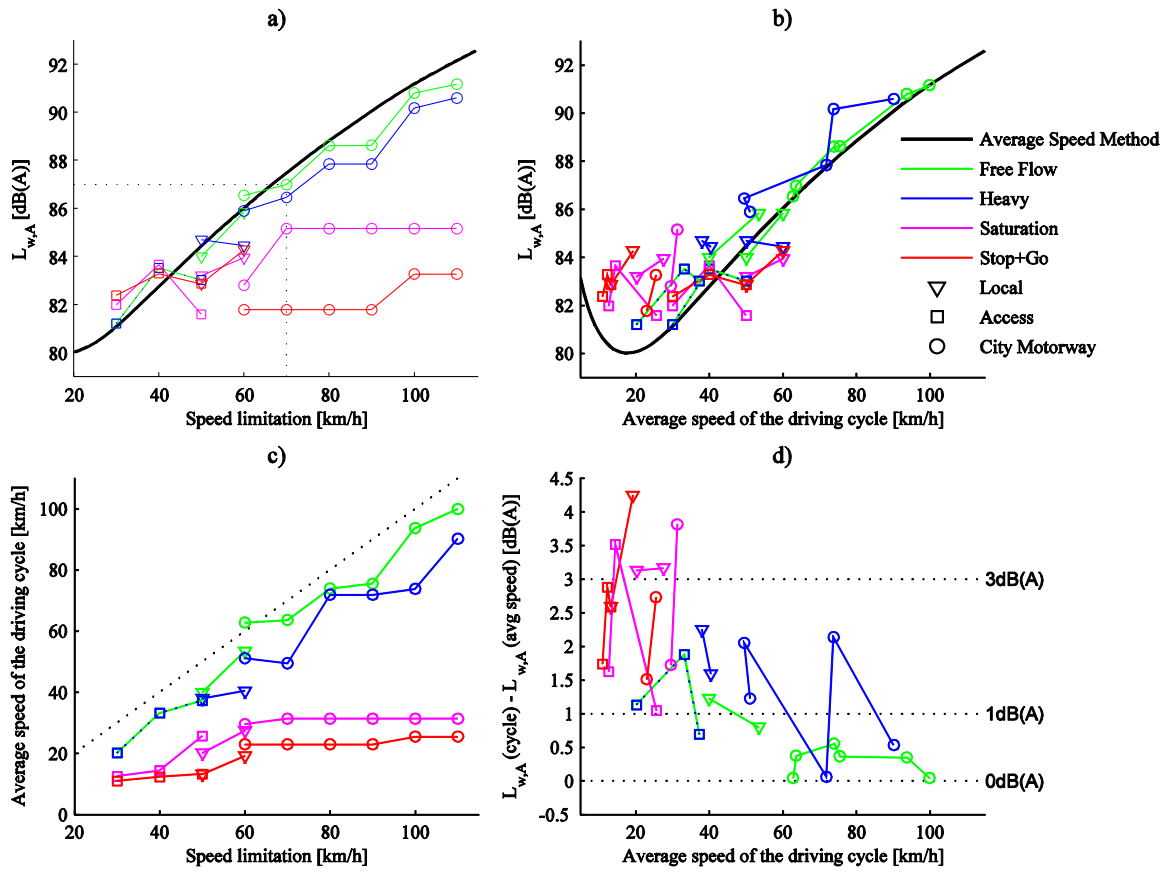 a)
92
90
88
86
84
82
80
L w,A [dB(A)]
20 40 60 80 100
Speed limitation [km/h]
b)
92
90
88
86
84
82
80
L w,A [dB(A)]
20 40 60 80 100
Average speed of the driving cycle [km/h]
Average Speed Method
Free Flow
Heavy
Saturation
Stop+Go
Local
Access
City Motorway
c)
100
80
60
40
20
0
Average speed of the driving cycle [km/h]
20 40 60 80 100
Speed limitation [km/h]
d)
4.5
4
3.5
3
2.5
2
1.5
1
0.5
0
-0.5
L w,A (cycle) - L w,A (avg speed) [dB(A)]
3dB(A)
1dB(A)
0dB(A)
20 40 60 80 100
Average speed of the driving cycle [km/h]